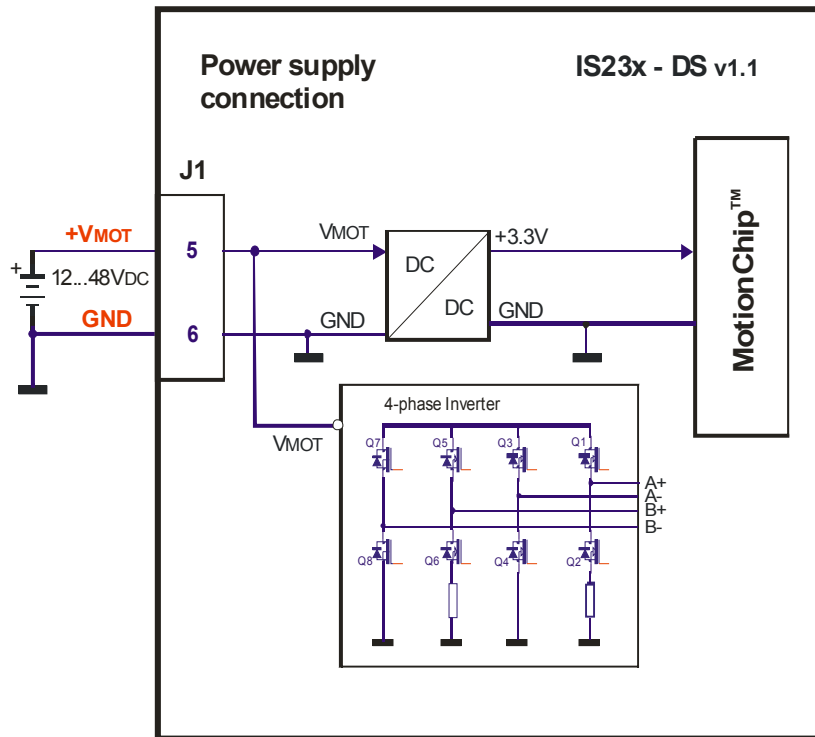 Power supply
connection
IS23x - DS v1.1
J1
+VMOT
5
VMOT
+3.3V
12...48VDC
DC
DC
GND
6
GND
GND
MotionChip™
4-phase Inverter
VMOT
Q7
Q5
Q3
Q1
A+
A-
B+
B-
Q8
Q6
Q4
Q2
+